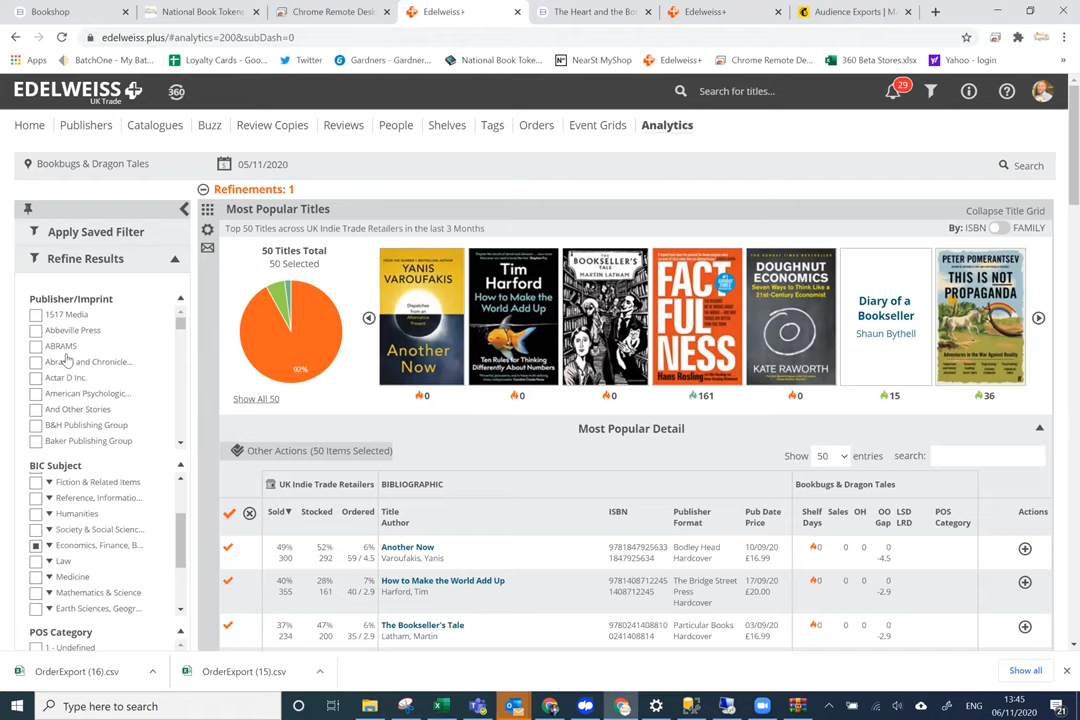 Bookshop
National Book Tokens
Chrome Remote Desk
Edelweiss+
The Heart and the Bo
Edelweiss+
Audience Exports | M
edelweiss.plus/#analytics=200&subDash=0
Apps
BatchOne - My Bat...
Loyalty Cards - Goo...
Twitter
Gardners - Gardner...
National Book Toke...
NearSt MyShop
Edelweiss+
Chrome Remote De...
360 Beta Stores.xlsx
Yahoo - login
EDELWEISS
UK Trade
360
Search for titles...
29
Home
Publishers
Catalogues
Buzz
Review Copies
Reviews
People
Shelves
Tags
Orders
Event Grids
Analytics
Bookbugs & Dragon Tales
05/11/2020
Search
Refinements: 1
Apply Saved Filter
Refine Results
Publisher/Imprint
1517 Media
Abbeville Press
ABRAMS
Abrams and Chronicle...
Actar D Inc.
American Psychologic...
And Other Stories
B&H Publishing Group
Baker Publishing Group
BIC Subject
Fiction & Related Items
Reference, Informatio...
Humanities
Society & Social Scienc...
Economics, Finance, B...
Law
Medicine
Mathematics & Science
Earth Sciences, Geogr...
POS Category
1 - Undefined
Most Popular Titles
Collapse Title Grid
Top 50 Titles across UK Indie Trade Retailers in the last 3 Months
By: ISBN
FAMILY
50 Titles Total
50 Selected
92%
Show All 50
YANIS
VAROUFAKIS
Another
Now
Tim
Harford
How to Make
the World
Add Up
Ten Rules for Thinking
Differently About Numbers
THE BOOKSELLER'S
TALE
MARTIN LATHAM
FACT
FUL
NESS
Hans Rosling
DOUGHNUT
ECONOMICS
KATE RAWORTH
Diary of a
Bookseller
Shaun Bythell
PETER POMERANTSEV
THIS IS NOT
PROPAGANDA
0
0
0
161
0
15
36
Most Popular Detail
Other Actions (50 Items Selected)
Show 50 entries
search:
UK Indie Trade Retailers
BIBLIOGRAPHIC
Bookbugs & Dragon Tales
Sold
Stocked
Ordered
Title
Author
ISBN
Publisher
Format
Pub Date
Price
Shelf
Days
Sales
OH
OO
Gap
LSD
LRD
POS
Category
Actions
49% 52% 6% Another Now 9781847925633 Bodley Head 10/09/20 0 0 0 0
300 292 59 / 4.5 Varoufakis, Yanis 1847925634 Hardcover £16.99 -4.5
40% 28% 7% How to Make the World Add Up 9781408712245 The Bridge Street 17/09/20 0 0 0 0
355 161 40 / 2.9 Harford, Tim 1408712245 Press £20.00 -2.9
Hardcover
37% 47% 6% The Bookseller's Tale 9780241408810 Particular Books 03/09/20 0 0 0 0
234 200 35 / 2.9 Latham, Martin 0241408814 Hardcover £16.99 -2.9
OrderExport (16).csv
OrderExport (15).csv
Show all
Type here to search
ENG
13:45
06/11/2020
21